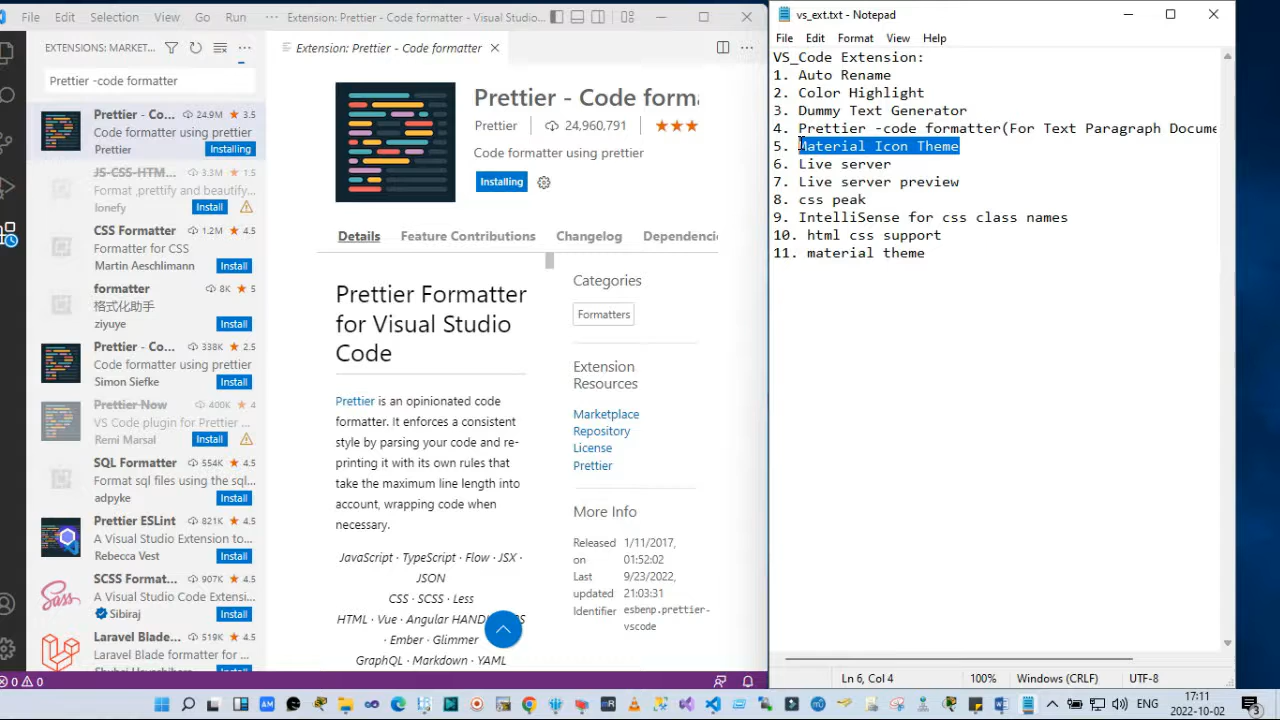 File
Edit
Selection
View
Go
Run
Extension: Prettier - Code formatter - Visual Studio...
EXTENSIONS: MARKET...
Prettier -code formatter
24.9M 3.5
Code formatter using prettier
Installing
1.5M 3.5
Format ,prettify and beautify
lonefy
Install
CSS Formatter 1.2M 4.5
Formatter for CSS
Martin Aeschlimann
Install
formatter 8K 5
格式化助手
ziyuye
Install
Prettier - Co... 338K 2.5
Code formatter using prettier
Simon Siefke
Install
Prettier Now 400K 4
VS Code plugin for Prettier ...
Remi Marsal
Install
SQL Formatter 554K 4.5
Format sql files using the sql...
adpyke
Install
Prettier ESLint 821K 4.5
A Visual Studio Extension to...
Rebecca Vest
Install
SCSS Format... 907K 4.5
A Visual Studio Code Extensi...
Sibiraj
Install
Laravel Blade... 519K 4.5
Laravel Blade formatter for ...
Install
0 0
Extension: Prettier - Code formatter
Prettier - Code form
Prettier
24,960,791
Code formatter using prettier
Installing
Details
Feature Contributions
Changelog
Dependenci
Prettier Formatter
for Visual Studio
Code
Prettier is an opinionated code
formatter. It enforces a consistent
style by parsing your code and re-
printing it with its own rules that
take the maximum line length into
account, wrapping code when
necessary.
JavaScript · TypeScript · Flow · JSX ·
JSON
CSS · SCSS · Less
HTML · Vue · Angular
· Ember · Glimmer
GraphQL · Markdown · YAML
Categories
Formatters
Extension
Resources
Marketplace
Repository
License
Prettier
More Info
Released on 1/11/2017, 01:52:02
Last updated 9/23/2022, 21:03:31
Identifier esbenp.prettier-vscode
vs_ext.txt - Notepad
File
Edit
Format
View
Help
VS_Code Extension:
1. Auto Rename
2. Color Highlight
3. Dummy Text Generator
4. Prettier -code formatter(For Text Paragraph Docume
5. Material Icon Theme
6. Live server
7. Live server preview
8. css peak
9. IntelliSense for css class names
10. html css support
11. material theme
Ln 6, Col 4
100%
Windows (CRLF)
UTF-8
ENG
17:11
2022-10-02
3